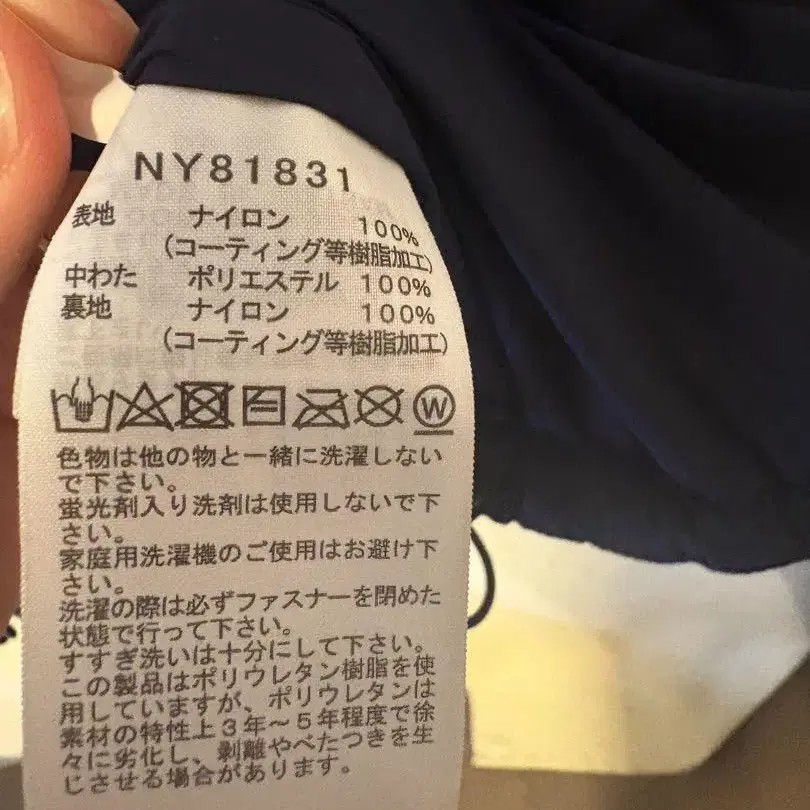 NY81831
表地 ナイロン 100%
(コーティング等樹脂加工)
中わた ポリエステル 100%
裏地 ナイロン 100%
(コーティング等樹脂加工)
W
色物は他の物と一緒に洗濯しない
で下さい。
蛍光剤入り洗剤は使用しないで下
さい。
家庭用洗濯機のご使用はお避け下
さい。
洗濯の際は必ずファスナーを閉めた
状態で行って下さい。
すすぎ洗いは十分にして下さい。
この製品はポリウレタン樹脂を使
用していますが、ポリウレタンは
素材の特性上3年〜5年程度で徐
々に劣化し、剥離やべたつきを生
じさせる場合があります。